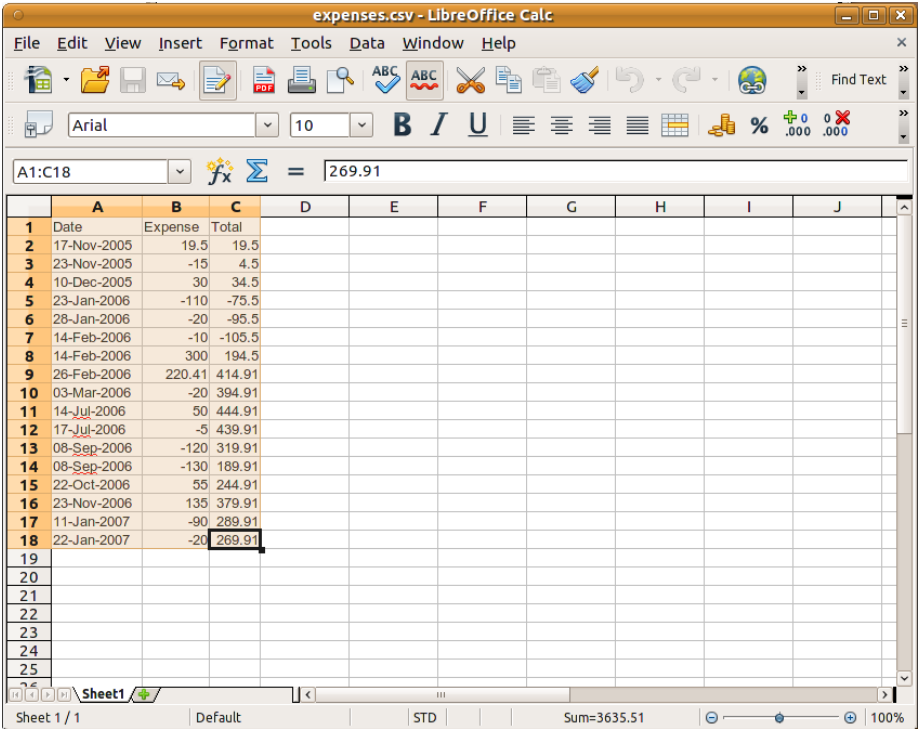 expenses.csv - LibreOffice Calc
File Edit View Insert Format Tools Data Window Help
PDF ABC ABC » Find Text »
Arial 10 B I U % 0 .000 0 .000 »
A1:C18 fx Σ = 269.91
A B C D E F G H I J
1 Date Expense Total
2 17-Nov-2005 19.5 19.5
3 23-Nov-2005 -15 4.5
4 10-Dec-2005 30 34.5
5 23-Jan-2006 -110 -75.5
6 28-Jan-2006 -20 -95.5
7 14-Feb-2006 -10 -105.5
8 14-Feb-2006 300 194.5
9 26-Feb-2006 220.41 414.91
10 03-Mar-2006 -20 394.91
11 14-Jul-2006 50 444.91
12 17-Jul-2006 -5 439.91
13 08-Sep-2006 -120 319.91
14 08-Sep-2006 -130 189.91
15 22-Oct-2006 55 244.91
16 23-Nov-2006 135 379.91
17 11-Jan-2007 -90 289.91
18 22-Jan-2007 -20 269.91
19
20
21
22
23
24
25
Sheet1
Sheet 1 / 1 Default STD Sum=3635.51 100%